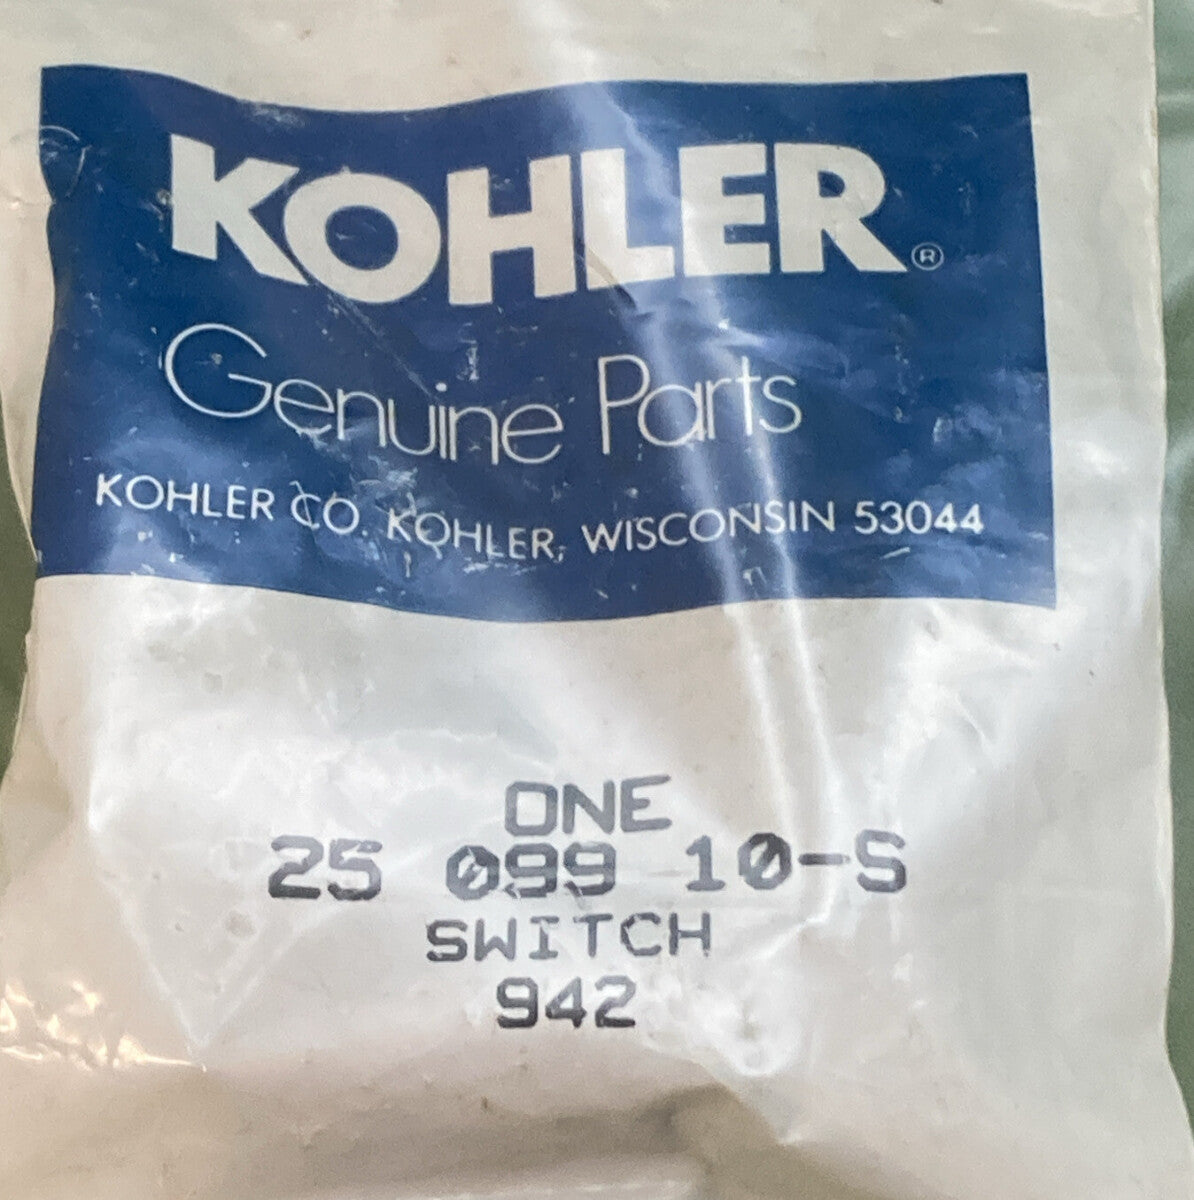 KOHLER®
Genuine Parts
KOHLER CO. KOHLER, WISCONSIN 53044
ONE
25 099 10-S
SWITCH
942